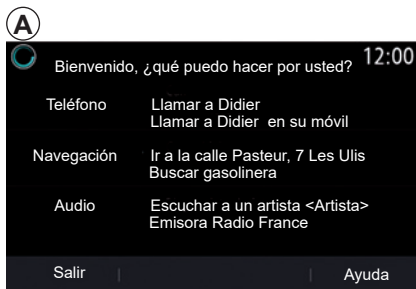 A
12:00
Bienvenido, ¿qué puedo hacer por usted?
Teléfono
Llamar a Didier
Llamar a Didier en su móvil
Navegación
Ir a la calle Pasteur, 7 Les Ulis
Buscar gasolinera
Audio
Escuchar a un artista <Artista>
Emisora Radio France
Salir
Ayuda